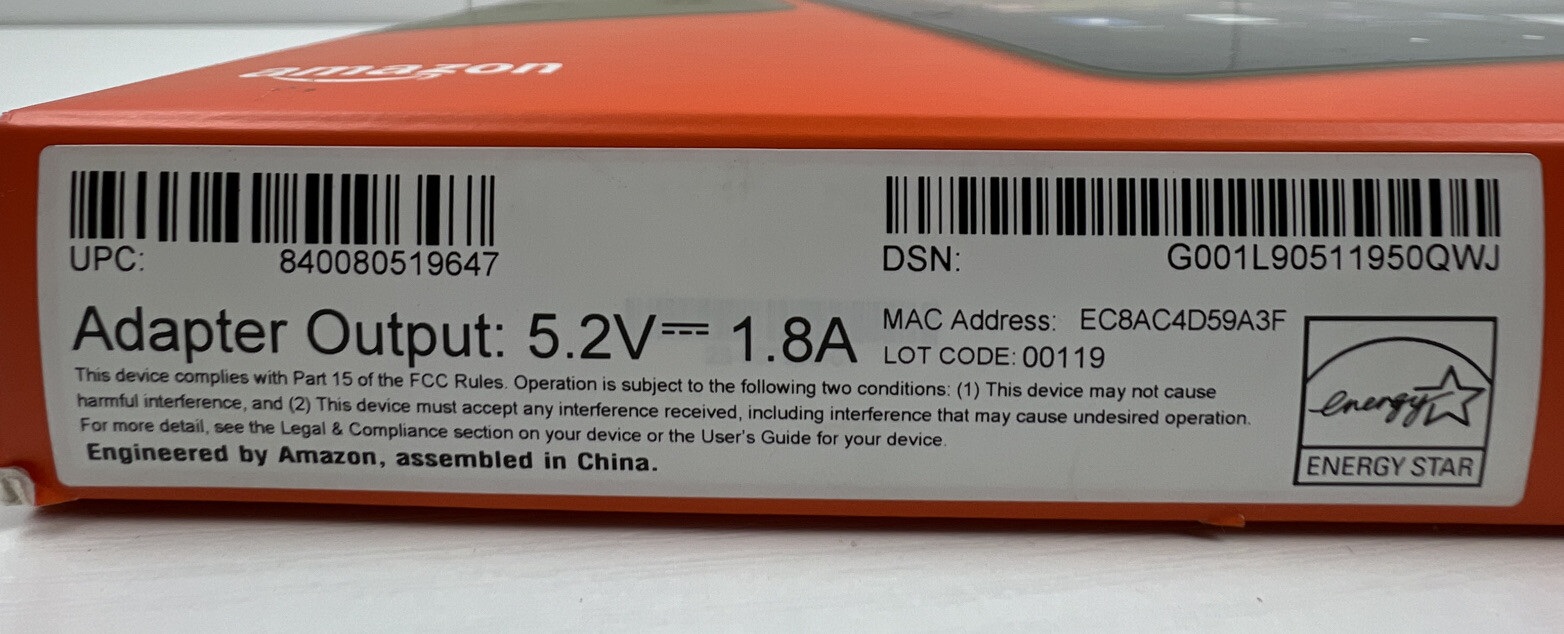 amazon
UPC: 840080519647
DSN: G001L90511950QWJ
Adapter Output: 5.2V⎓ 1.8A
MAC Address: EC8AC4D59A3F
LOT CODE: 00119
This device complies with Part 15 of the FCC Rules. Operation is subject to the following two conditions: (1) This device may not cause
harmful interference, and (2) This device must accept any interference received, including interference that may cause undesired operation.
For more detail, see the Legal & Compliance section on your device or the User's Guide for your device.
Engineered by Amazon, assembled in China.
energy
ENERGY STAR